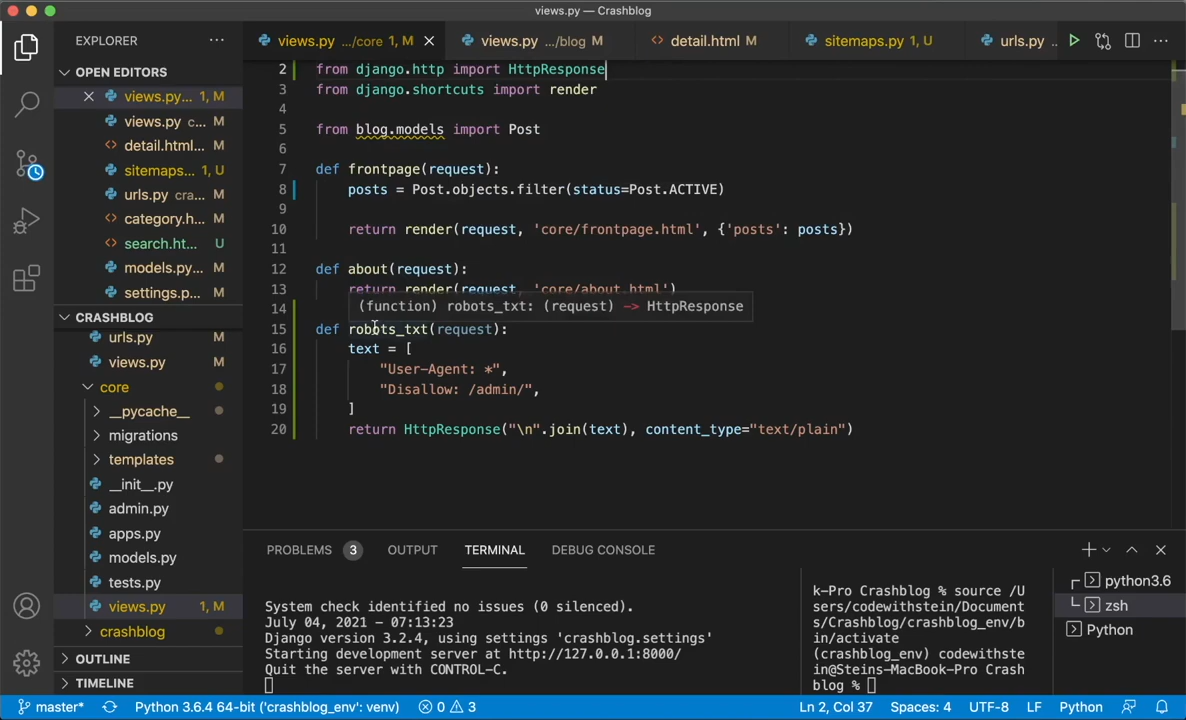 views.py — Crashblog
EXPLORER
OPEN EDITORS
views.py... 1, M
views.py c... M
detail.html... M
sitemaps... 1, U
urls.py cra... M
category.h... M
search.ht... U
models.py... M
settings.p... M
CRASHBLOG
urls.py M
views.py M
core
__pycache__
migrations
templates
__init__.py
admin.py
apps.py
models.py
tests.py
views.py 1, M
crashblog
OUTLINE
TIMELINE
views.py .../core 1, M
views.py .../blog M
detail.html M
sitemaps.py 1, U
urls.py ..
2 from django.http import HttpResponse
3 from django.shortcuts import render
4
5 from blog.models import Post
6
7 def frontpage(request):
8 posts = Post.objects.filter(status=Post.ACTIVE)
9
10 return render(request, 'core/frontpage.html', {'posts': posts})
11
12 def about(request):
13 return render(request, 'core/about.html')
(function) robots_txt: (request) -> HttpResponse
14
15 def robots_txt(request):
16 text = [
17 "User-Agent: *",
18 "Disallow: /admin/",
19 ]
20 return HttpResponse("\n".join(text), content_type="text/plain")
PROBLEMS 3 OUTPUT TERMINAL DEBUG CONSOLE
System check identified no issues (0 silenced).
July 04, 2021 - 07:13:23
Django version 3.2.4, using settings 'crashblog.settings'
Starting development server at http://127.0.0.1:8000/
Quit the server with CONTROL-C.
k-Pro Crashblog % source /U
sers/codewithstein/Document
s/Crashblog/crashblog_env/b
in/activate
(crashblog_env) codewithste
in@Steins-MacBook-Pro Crash
blog %
python3.6
zsh
Python
master* Python 3.6.4 64-bit ('crashblog_env': venv) 0 3 Ln 2, Col 37 Spaces: 4 UTF-8 LF Python